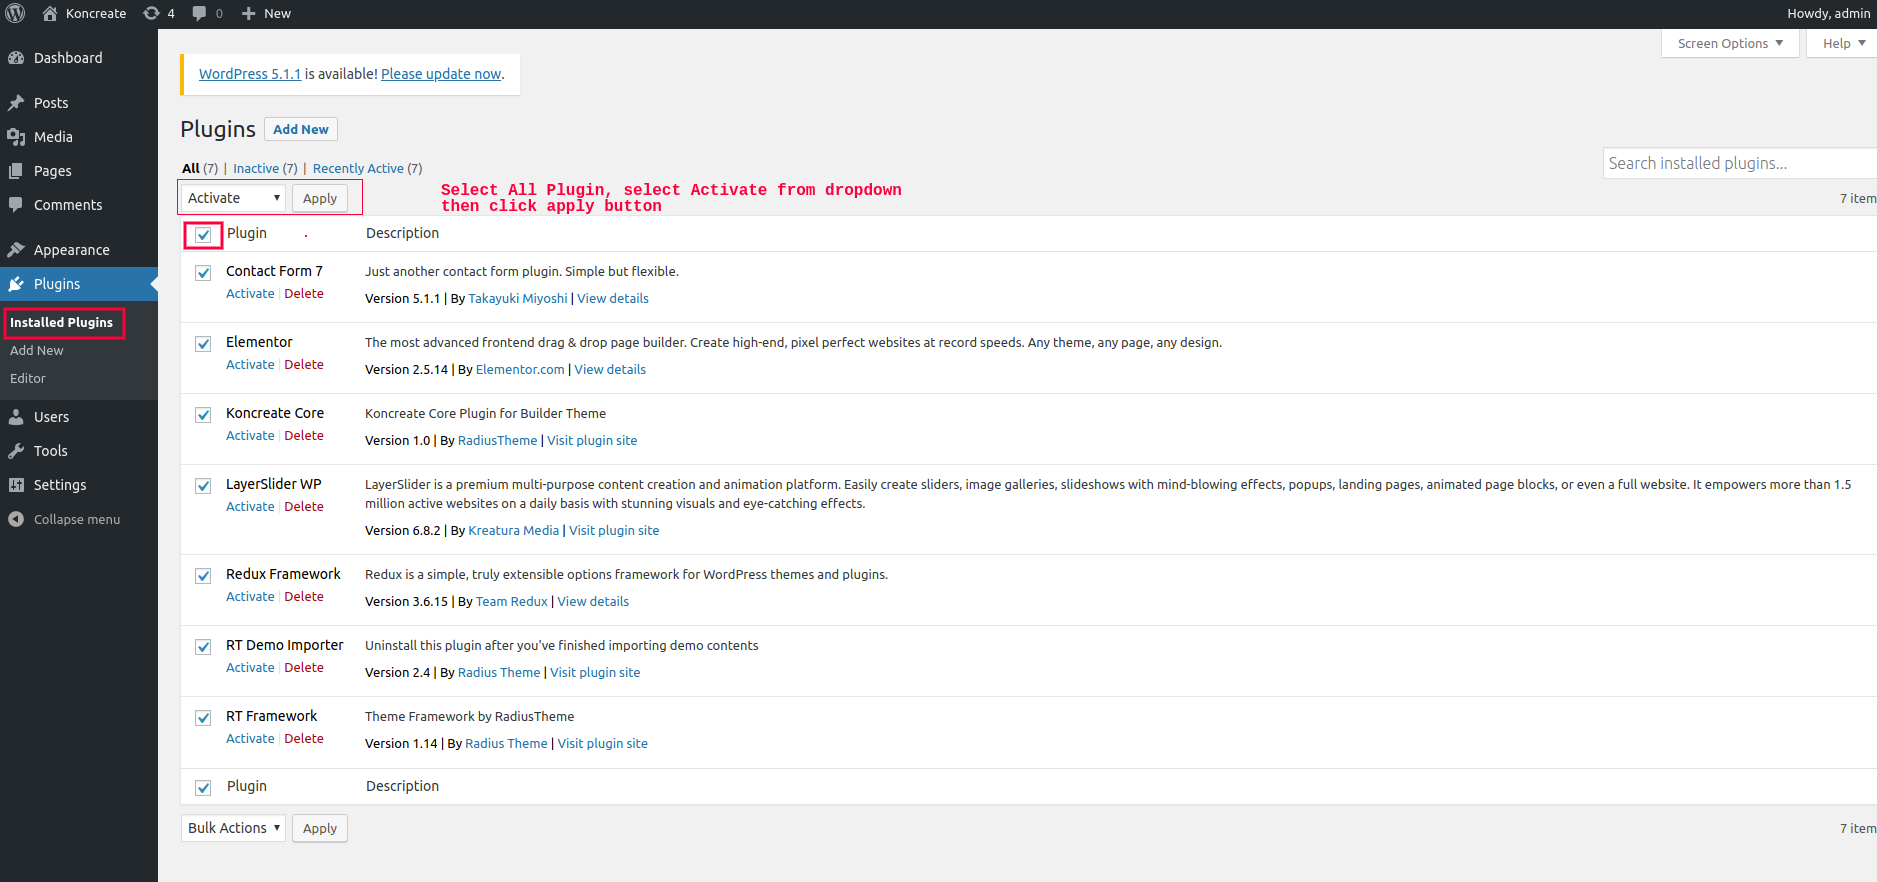 Koncreate 4 0 New Howdy, admin
Screen Options Help
Dashboard
Posts
Media
Pages
Comments
Appearance
Plugins
Installed Plugins
Add New
Editor
Users
Tools
Settings
Collapse menu
WordPress 5.1.1 is available! Please update now.
Plugins Add New
All (7) | Inactive (7) | Recently Active (7)
Search installed plugins...
Activate Apply
Select All Plugin, select Activate from dropdown
then click apply button
7 item
Plugin Description
Contact Form 7 Just another contact form plugin. Simple but flexible.
Activate | Delete
Version 5.1.1 | By Takayuki Miyoshi | View details
Elementor The most advanced frontend drag & drop page builder. Create high-end, pixel perfect websites at record speeds. Any theme, any page, any design.
Activate | Delete
Version 2.5.14 | By Elementor.com | View details
Koncreate Core Koncreate Core Plugin for Builder Theme
Activate | Delete
Version 1.0 | By RadiusTheme | Visit plugin site
LayerSlider WP LayerSlider is a premium multi-purpose content creation and animation platform. Easily create sliders, image galleries, slideshows with mind-blowing effects, popups, landing pages, animated page blocks, or even a full website. It empowers more than 1.5
million active websites on a daily basis with stunning visuals and eye-catching effects.
Activate | Delete
Version 6.8.2 | By Kreatura Media | Visit plugin site
Redux Framework Redux is a simple, truly extensible options framework for WordPress themes and plugins.
Activate | Delete
Version 3.6.15 | By Team Redux | View details
RT Demo Importer Uninstall this plugin after you've finished importing demo contents
Activate | Delete
Version 2.4 | By Radius Theme | Visit plugin site
RT Framework Theme Framework by RadiusTheme
Activate | Delete
Version 1.14 | By Radius Theme | Visit plugin site
Plugin Description
Bulk Actions Apply
7 item